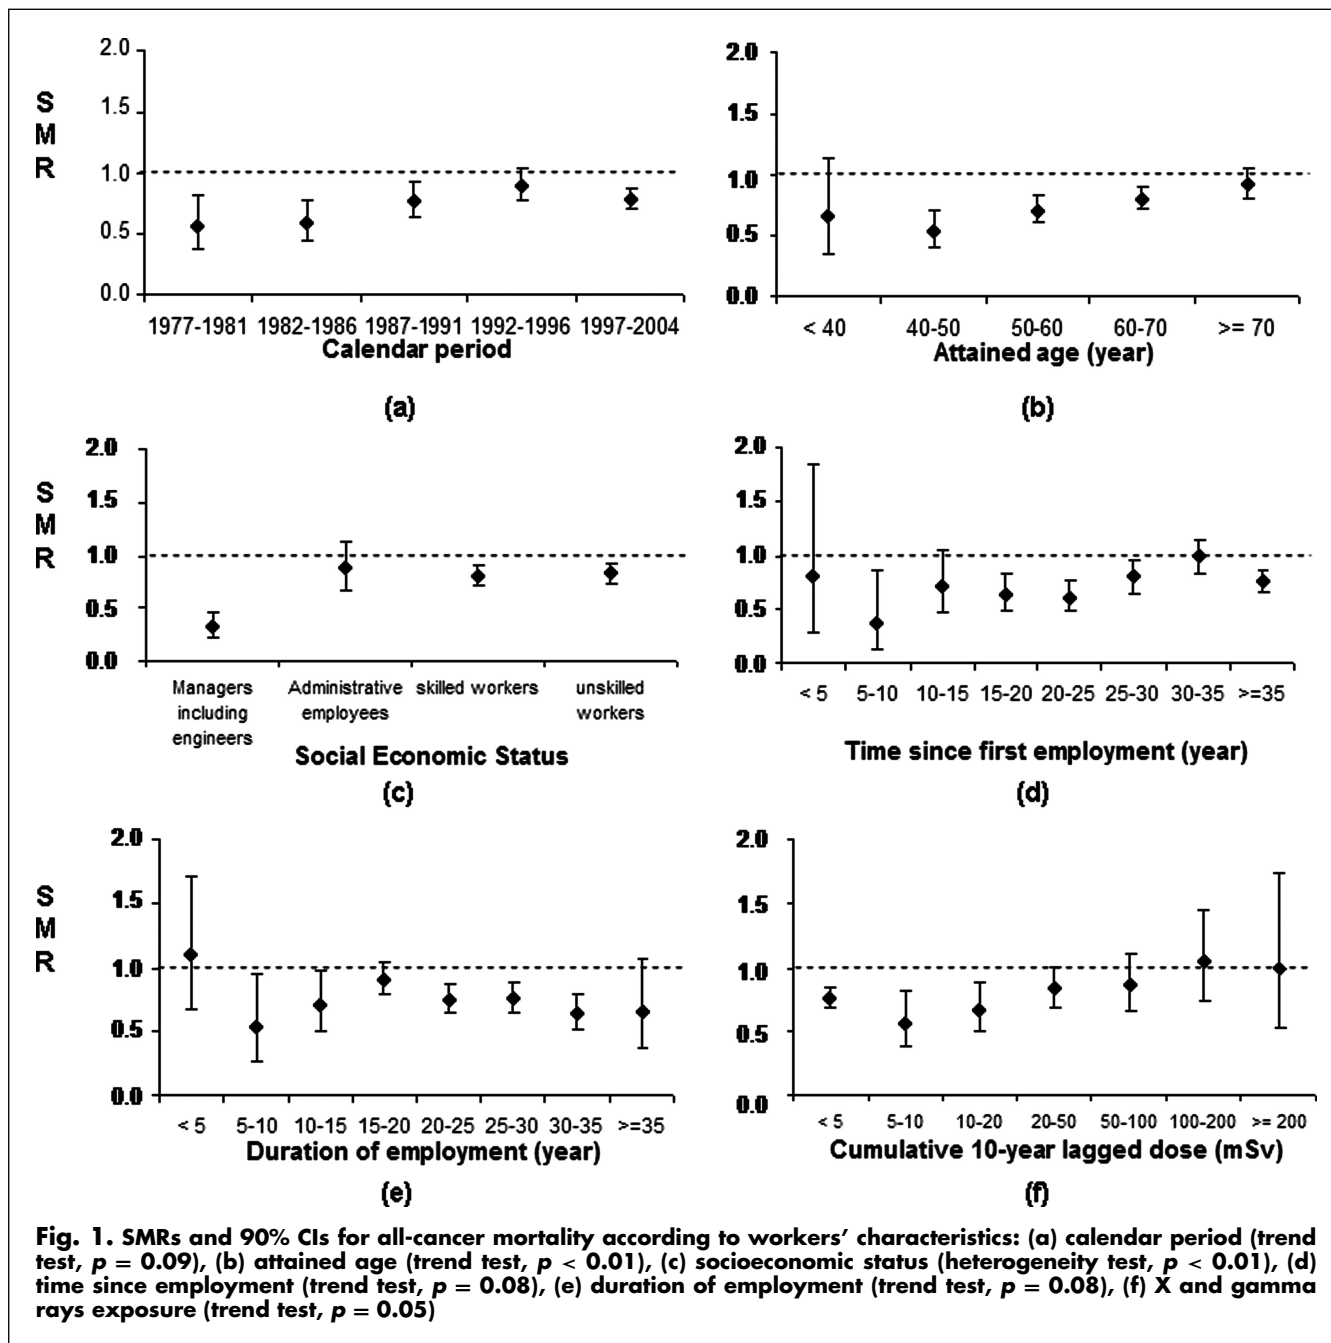 S
M
R
2.0
1.5
1.0
0.5
0.0
1977-1981 1982-1986 1987-1991 1992-1996 1997-2004
Calendar period
(a)
2.0
1.5
1.0
0.5
0.0
< 40 40-50 50-60 60-70 >= 70
Attained age (year)
(b)
S
M
R
2.0
1.5
1.0
0.5
0.0
Managers including engineers
Administrative employees
skilled workers
unskilled workers
Social Economic Status
(c)
2.0
1.5
1.0
0.5
0.0
< 5 5-10 10-15 15-20 20-25 25-30 30-35 >=35
Time since first employment (year)
(d)
S
M
R
2.0
1.5
1.0
0.5
0.0
< 5 5-10 10-15 15-20 20-25 25-30 30-35 >=35
Duration of employment (year)
(e)
2.0
1.5
1.0
0.5
0.0
< 5 5-10 10-20 20-50 50-100 100-200 >= 200
Cumulative 10-year lagged dose (mSv)
(f)
Fig. 1. SMRs and 90% CIs for all-cancer mortality according to workers' characteristics: (a) calendar period (trend
test, p = 0.09), (b) attained age (trend test, p < 0.01), (c) socioeconomic status (heterogeneity test, p < 0.01), (d)
time since employment (trend test, p = 0.08), (e) duration of employment (trend test, p = 0.08), (f) X and gamma
rays exposure (trend test, p = 0.05)